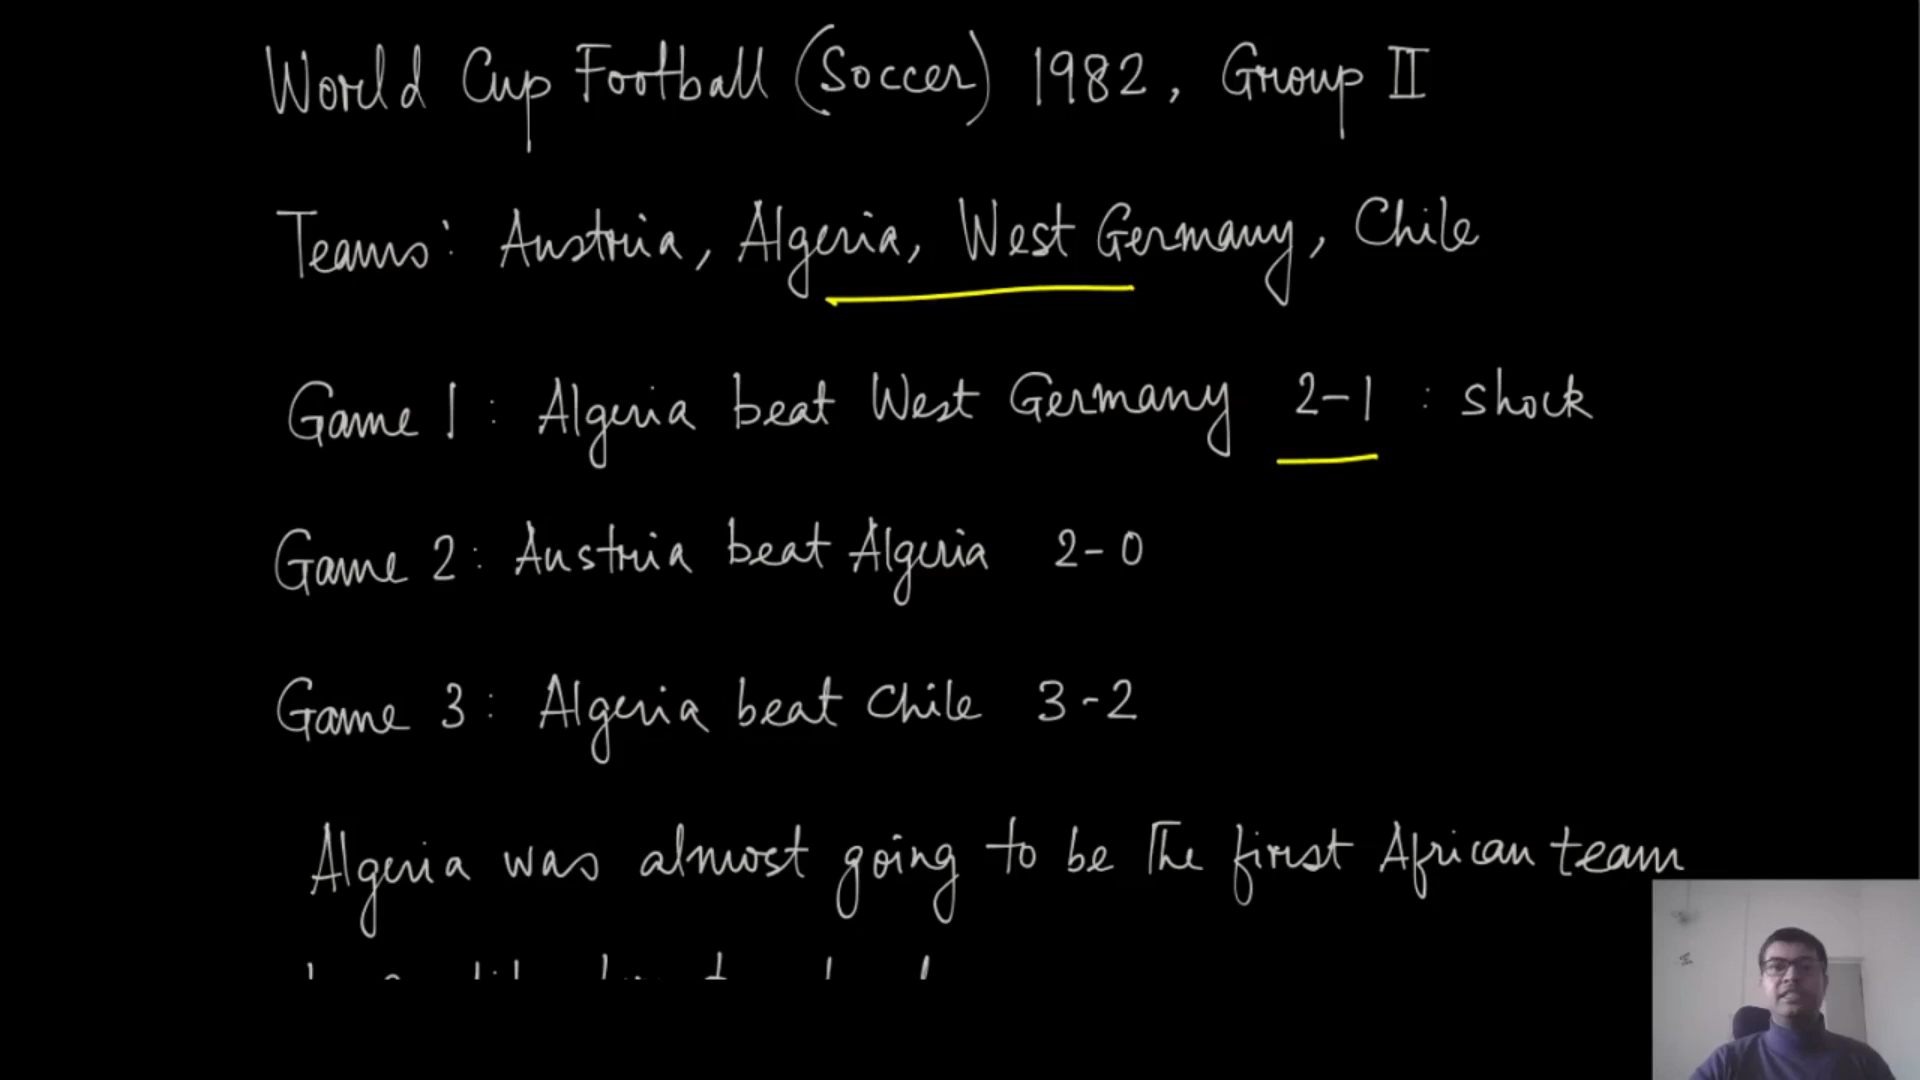 World Cup Football (Soccer) 1982, Group II
Teams: Austria, Algeria, West Germany, Chile
Game 1: Algeria beat West Germany 2-1 : shock
Game 2: Austria beat Algeria 2-0
Game 3: Algeria beat Chile 3-2
Algeria was almost going to be the first African team